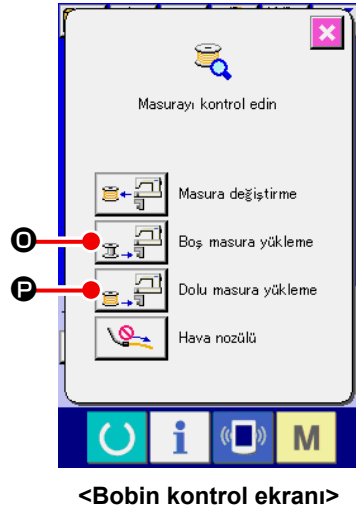 Masurayı kontrol edin
Masura değiştirme
O Boş masura yükleme
P Dolu masura yükleme
Hava nozülü
i M
<Bobin kontrol ekranı>